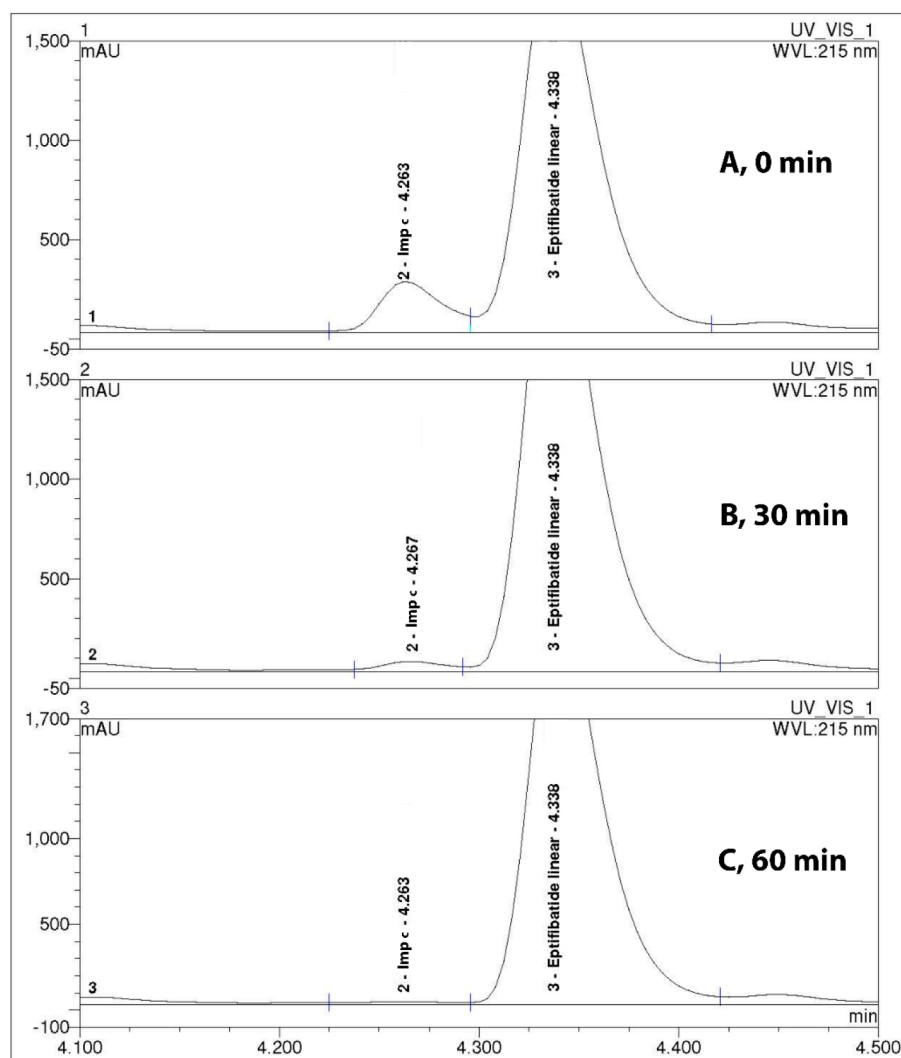 1
UV_VIS_1
1,500
mAU
WVL:215 nm
1,000
500
-50
2 - Imp c - 4.263
3 - Eptifibatide linear - 4.338
A, 0 min
1
2
UV_VIS_1
1,500
mAU
WVL:215 nm
1,000
500
-50
2 - Imp c - 4.267
3 - Eptifibatide linear - 4.338
B, 30 min
2
3
UV_VIS_1
1,700
mAU
WVL:215 nm
1,000
500
-100
2 - Imp c - 4.263
3 - Eptifibatide linear - 4.338
C, 60 min
3
min
4.100 4.200 4.300 4.400 4.500